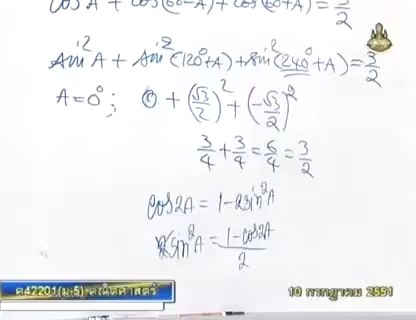 cos²A + cos²(60-A) + cos²(60+A) = 3/2
sin²A + sin²(120°+A) + sin²(240°+A) = 3/2
A = 0° ; 0 + (√3/2)² + (-√3/2)²
3/4 + 3/4 = 6/4 = 3/2
cos2A = 1 - 2sin²A
sin²A = (1 - cos2A)/2
ค42201(ม.5)-คณิตศาสตร์
10 กรกฎาคม 2551